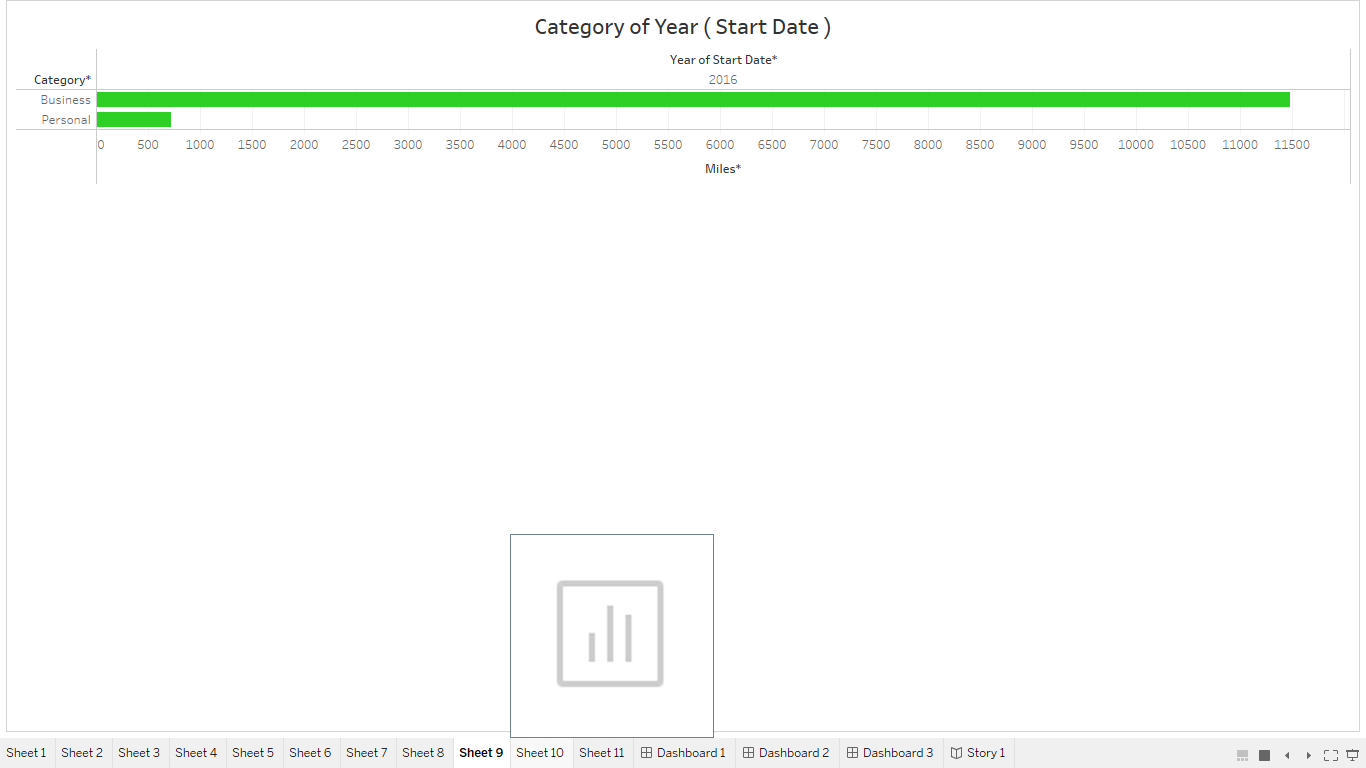 Category of Year ( Start Date )
Year of Start Date*
Category* 2016
Business
Personal
0 500 1000 1500 2000 2500 3000 3500 4000 4500 5000 5500 6000 6500 7000 7500 8000 8500 9000 9500 10000 10500 11000 11500
Miles*
Sheet 1 Sheet 2 Sheet 3 Sheet 4 Sheet 5 Sheet 6 Sheet 7 Sheet 8 Sheet 9 Sheet 10 Sheet 11 Dashboard 1 Dashboard 2 Dashboard 3 Story 1